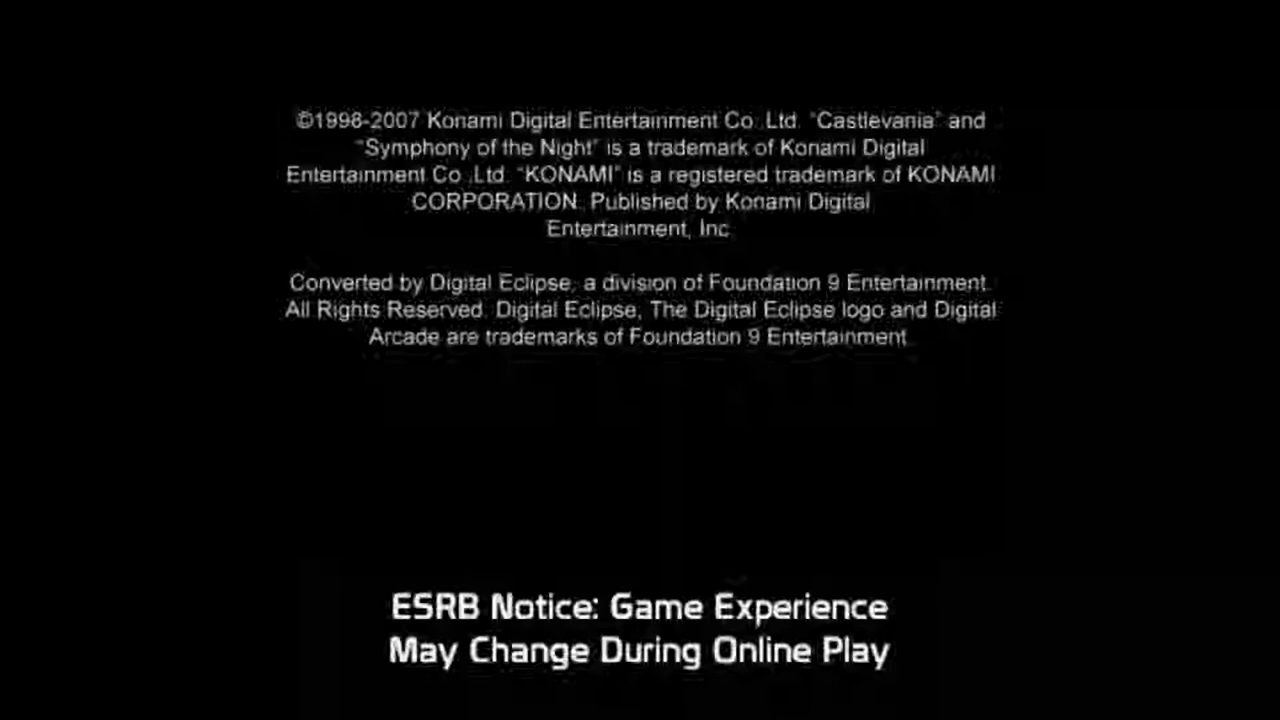 ©1998-2007 Konami Digital Entertainment Co.,Ltd. "Castlevania" and
"Symphony of the Night" is a trademark of Konami Digital
Entertainment Co.,Ltd. "KONAMI" is a registered trademark of KONAMI
CORPORATION. Published by Konami Digital
Entertainment, Inc.
Converted by Digital Eclipse, a division of Foundation 9 Entertainment.
All Rights Reserved. Digital Eclipse, The Digital Eclipse logo and Digital
Arcade are trademarks of Foundation 9 Entertainment.
ESRB Notice: Game Experience
May Change During Online Play